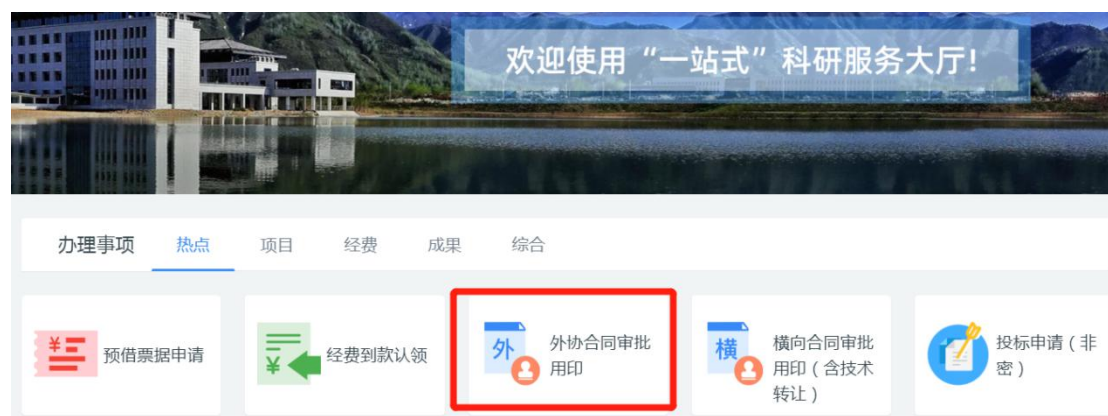 欢迎使用“一站式”科研服务大厅!
办理事项 热点 项目 经费 成果 综合
¥ 预借票据申请
¥ 经费到款认领
外 外协合同审批
用印
横 横向合同审批
用印（含技术
转让）
投标申请（非
密）